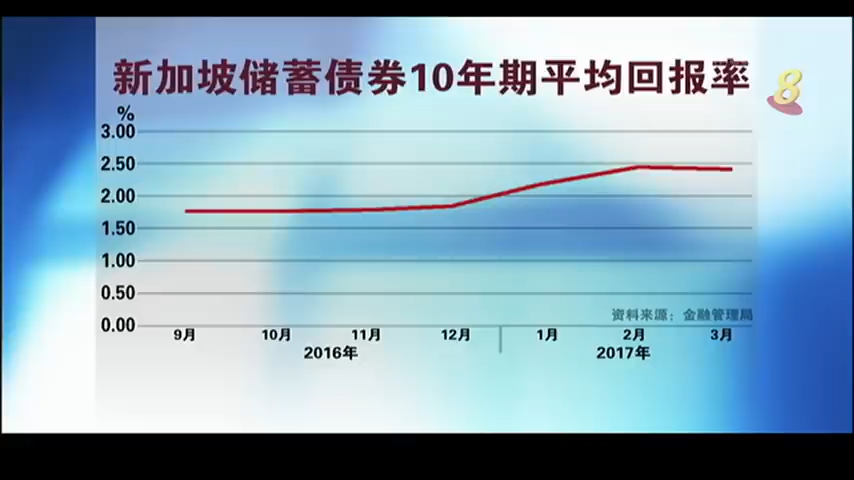 新加坡储蓄债券10年期平均回报率
8
%
3.00
2.50
2.00
1.50
1.00
0.50
0.00
资料来源：金融管理局
9月 10月 11月 12月 1月 2月 3月
2016年 2017年